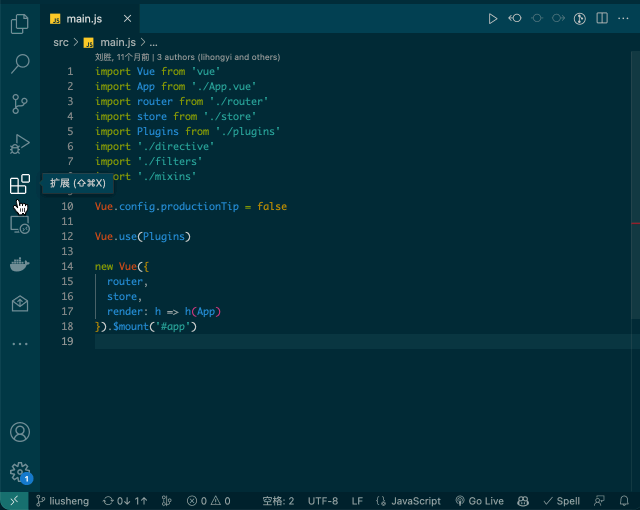 JS main.js
src > JS main.js > ...
刘胜, 11个月前 | 3 authors (lihongyi and others)
1 import Vue from 'vue'
2 import App from './App.vue'
3 import router from './router'
4 import store from './store'
5 import Plugins from './plugins'
6 import './directive'
7 import './filters'
import './mixins'
扩展 (⇧⌘X)
10 Vue.config.productionTip = false
11
12 Vue.use(Plugins)
13
14 new Vue({
15 router,
16 store,
17 render: h => h(App)
18 }).$mount('#app')
19
1
liusheng 0↓ 1↑ 0 0 空格: 2 UTF-8 LF {} JavaScript Go Live Spell